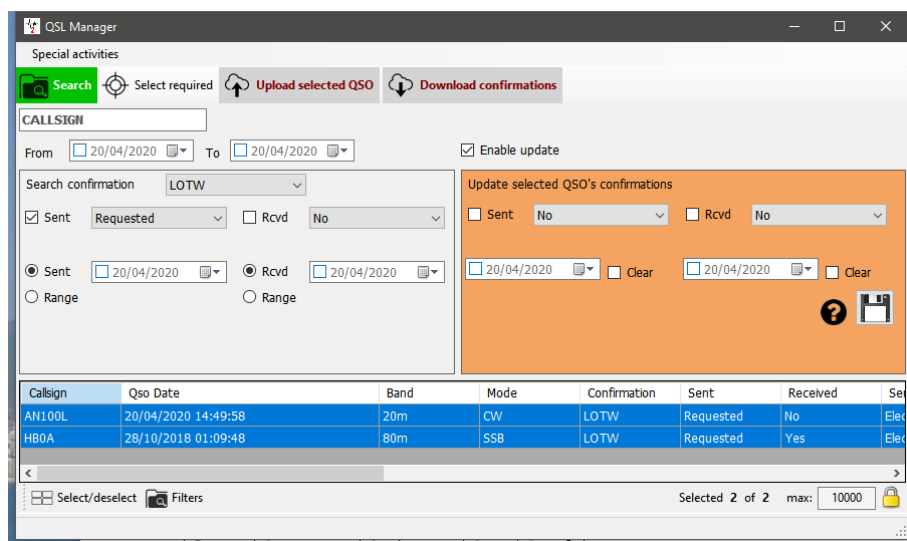 QSL Manager
Special activities
Search Select required Upload selected QSO Download confirmations
CALLSIGN
From 20/04/2020 To 20/04/2020 Enable update
Search confirmation LOTW Update selected QSO's confirmations
Sent Requested Rcvd No Sent No Rcvd No
Sent 20/04/2020 Rcvd 20/04/2020 20/04/2020 Clear 20/04/2020 Clear
Range Range
Callsign Qso Date Band Mode Confirmation Sent Received Se
AN100L 20/04/2020 14:49:58 20m CW LOTW Requested No Elec
HB0A 28/10/2018 01:09:48 80m SSB LOTW Requested Yes Elec
Select/deselect Filters Selected 2 of 2 max: 10000